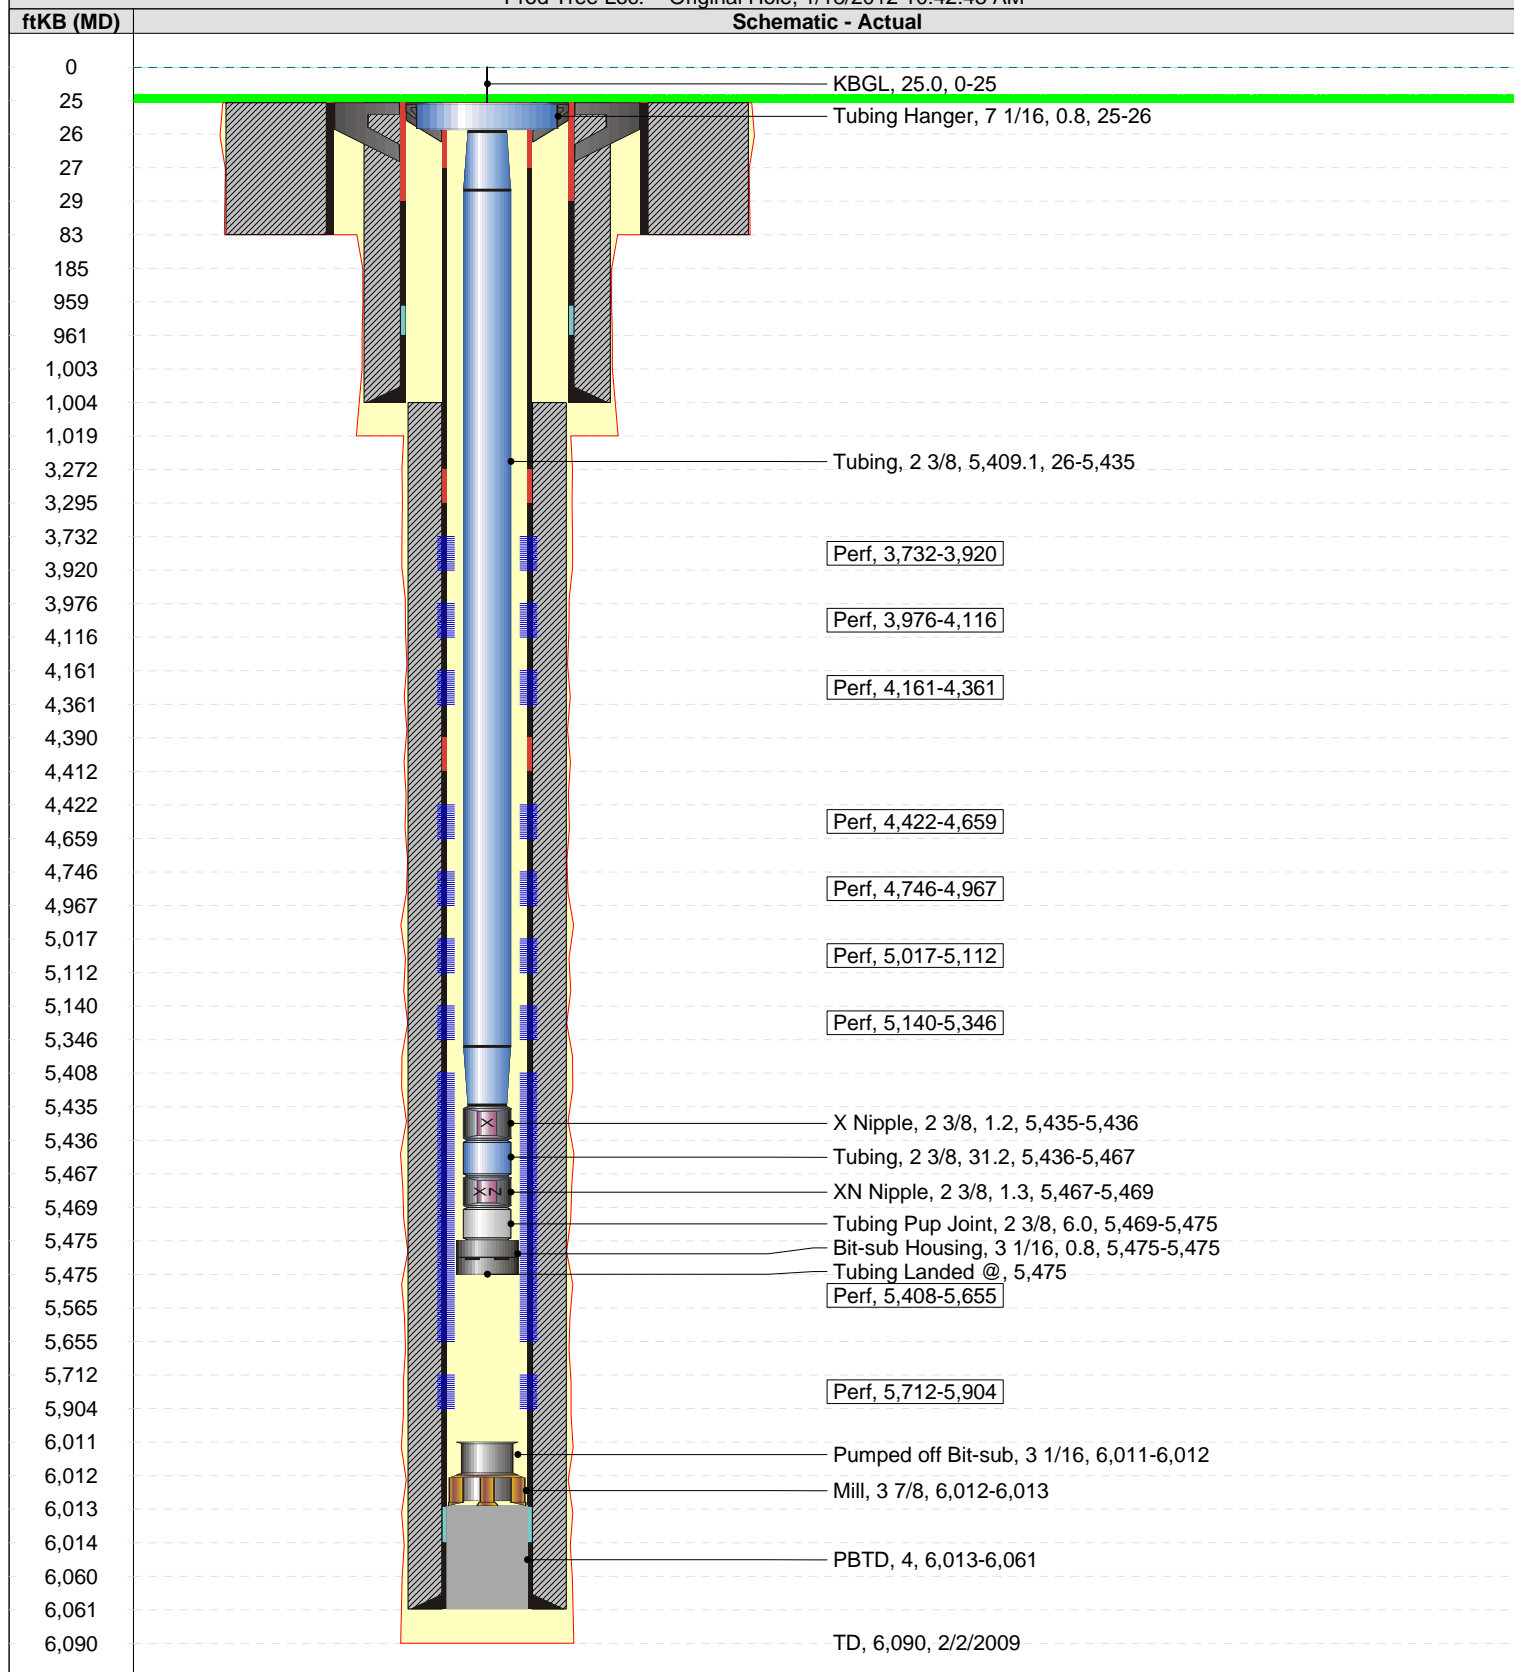 Prod Tree Loc: - Original Hole, 1/18/2012 10:42:43 AM
ftKB (MD) Schematic - Actual
0
KBGL, 25.0, 0-25
25
Tubing Hanger, 7 1/16, 0.8, 25-26
26
27
29
83
185
959
961
1,003
1,004
1,019
Tubing, 2 3/8, 5,409.1, 26-5,435
3,272
3,295
3,732
Perf, 3,732-3,920
3,920
3,976
Perf, 3,976-4,116
4,116
4,161
Perf, 4,161-4,361
4,361
4,390
4,412
4,422
Perf, 4,422-4,659
4,659
4,746
Perf, 4,746-4,967
4,967
5,017
Perf, 5,017-5,112
5,112
5,140
Perf, 5,140-5,346
5,346
5,408
5,435
X
X Nipple, 2 3/8, 1.2, 5,435-5,436
5,436
Tubing, 2 3/8, 31.2, 5,436-5,467
5,467
XN
XN Nipple, 2 3/8, 1.3, 5,467-5,469
5,469
Tubing Pup Joint, 2 3/8, 6.0, 5,469-5,475
5,475
Bit-sub Housing, 3 1/16, 0.8, 5,475-5,475
Tubing Landed @, 5,475
5,475
Perf, 5,408-5,655
5,565
5,655
5,712
Perf, 5,712-5,904
5,904
6,011
Pumped off Bit-sub, 3 1/16, 6,011-6,012
6,012
Mill, 3 7/8, 6,012-6,013
6,013
6,014
PBTD, 4, 6,013-6,061
6,060
6,061
6,090
TD, 6,090, 2/2/2009